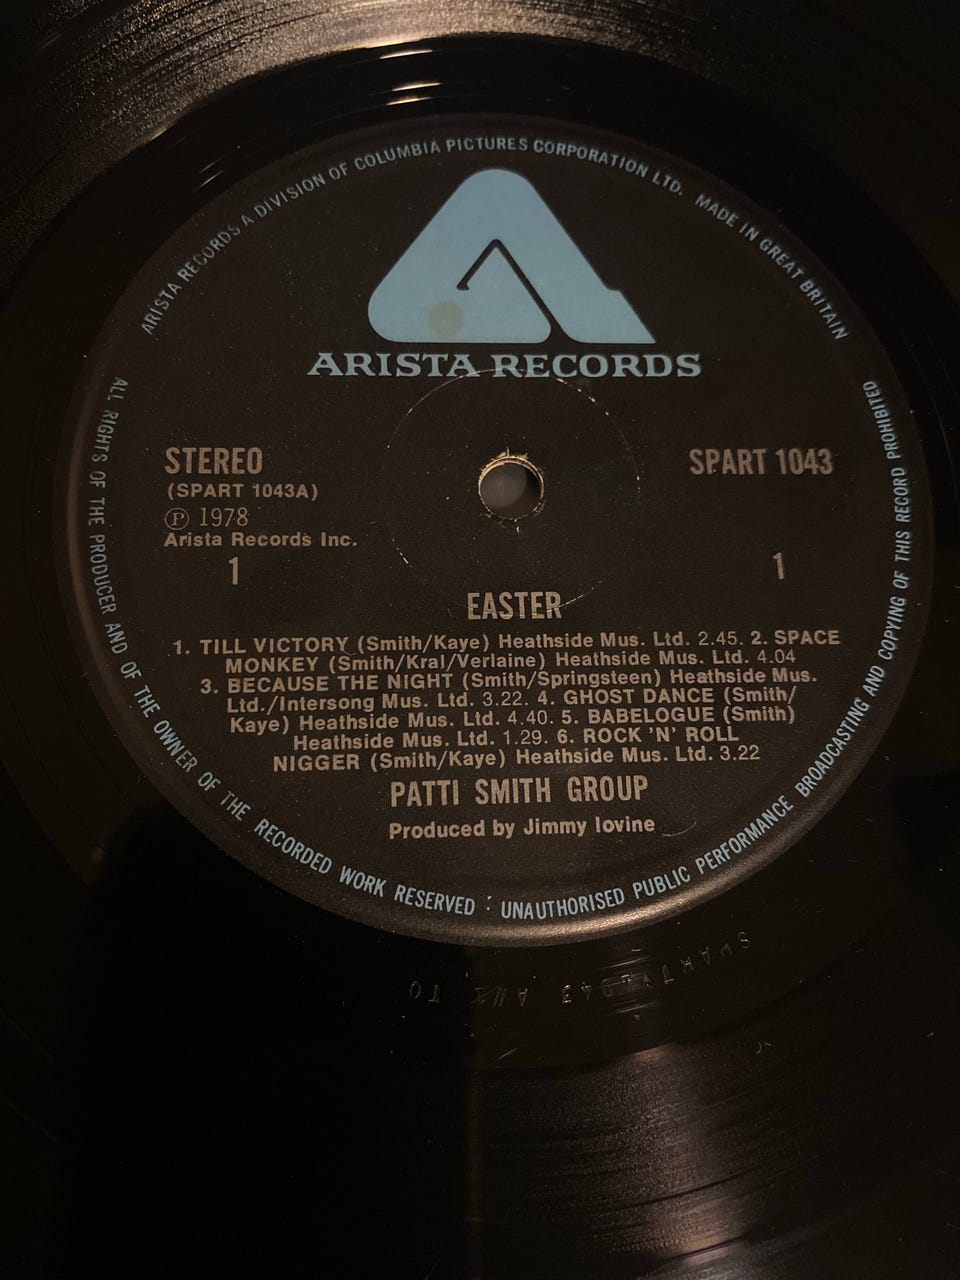 ARISTA RECORDS A DIVISION OF COLUMBIA PICTURES CORPORATION LTD. MADE IN GREAT BRITAIN
ARISTA RECORDS
STEREO
SPART 1043
(SPART 1043A)
Ⓟ 1978
Arista Records Inc.
1
1
EASTER
1. TILL VICTORY (Smith/Kaye) Heathside Mus. Ltd. 2.45. 2. SPACE
MONKEY (Smith/Kral/Verlaine) Heathside Mus. Ltd. 4.04
3. BECAUSE THE NIGHT (Smith/Springsteen) Heathside Mus.
Ltd./Intersong Mus. Ltd. 3.22. 4. GHOST DANCE (Smith/
Kaye) Heathside Mus. Ltd. 4.40. 5. BABELOGUE (Smith)
Heathside Mus. Ltd. 1.29. 6. ROCK 'N' ROLL
NIGGER (Smith/Kaye) Heathside Mus. Ltd. 3.22
PATTI SMITH GROUP
Produced by Jimmy Iovine
ALL RIGHTS OF THE PRODUCER AND OF THE OWNER OF THE RECORDED WORK RESERVED : UNAUTHORISED PUBLIC PERFORMANCE BROADCASTING AND COPYING OF THIS RECORD PROHIBITED